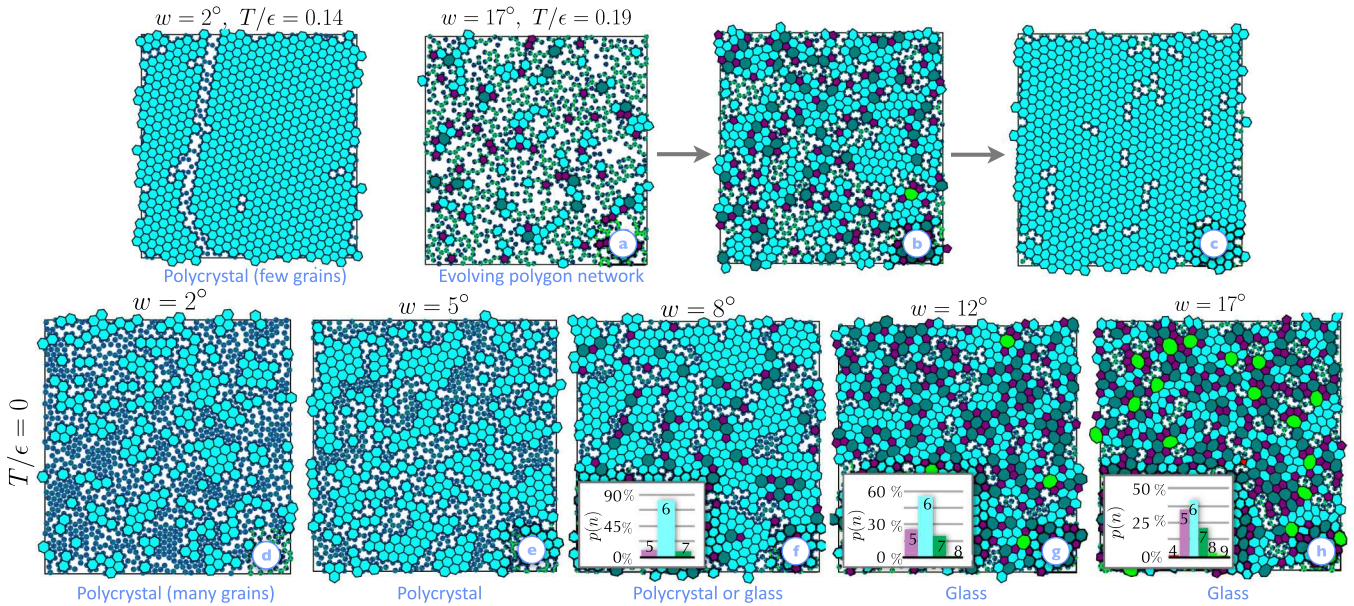 w = 2°, T/ϵ = 0.14
w = 17°, T/ϵ = 0.19
a
b
c
Polycrystal (few grains)
Evolving polygon network
w = 2°
w = 5°
w = 8°
w = 12°
w = 17°
T/ϵ = 0
d
e
90%
45%
0%
p(n)
5
6
7
f
60%
30%
0%
p(n)
5
6
7
8
g
50%
25%
0%
p(n)
4
5
6
7
8
9
h
Polycrystal (many grains)
Polycrystal
Polycrystal or glass
Glass
Glass